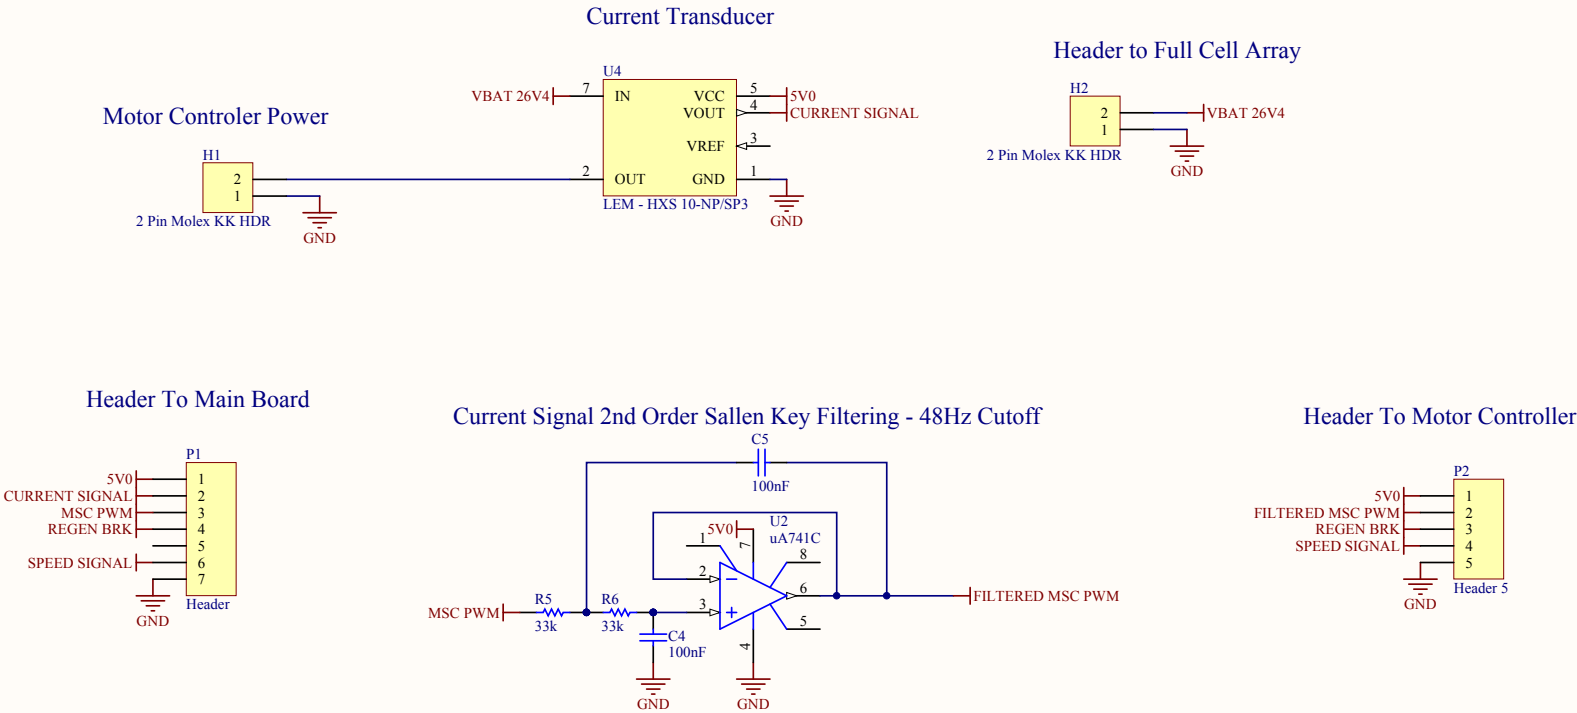 Current Transducer
Header to Full Cell Array
Motor Controler Power
U4
VBAT 26V4
7
IN
VCC
5
5V0
VOUT
4
CURRENT SIGNAL
VREF
3
2
OUT
GND
1
LEM - HXS 10-NP/SP3
GND
H1
2
1
2 Pin Molex KK HDR
GND
H2
2
1
VBAT 26V4
2 Pin Molex KK HDR
GND
Header To Main Board
P1
5V0
1
CURRENT SIGNAL
2
MSC PWM
3
REGEN BRK
4
5
SPEED SIGNAL
6
7
Header
GND
Current Signal 2nd Order Sallen Key Filtering - 48Hz Cutoff
C5
100nF
5V0
U2
uA741C
1
7
8
2
3
6
5
4
MSC PWM
R5
33k
R6
33k
C4
100nF
GND
GND
FILTERED MSC PWM
Header To Motor Controller
P2
5V0
1
FILTERED MSC PWM
2
REGEN BRK
3
SPEED SIGNAL
4
5
Header 5
GND